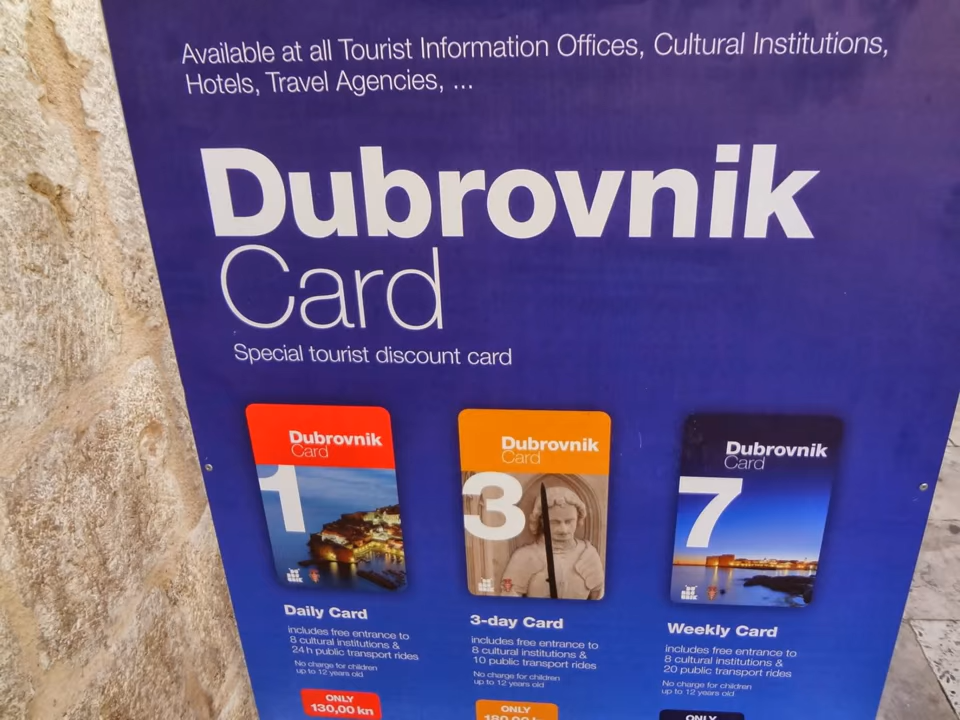 Available at all Tourist Information Offices, Cultural Institutions,
Hotels, Travel Agencies, ...
Dubrovnik
Card
Special tourist discount card
Dubrovnik
Card
1
Dubrovnik
Card
3
Dubrovnik
Card
7
Daily Card
includes free entrance to
8 cultural institutions &
24h public transport rides
No charge for children
up to 12 years old
ONLY
130,00 kn
3-day Card
includes free entrance to
8 cultural institutions &
10 public transport rides
No charge for children
up to 12 years old
ONLY
180,00 kn
Weekly Card
includes free entrance to
8 cultural institutions &
20 public transport rides
No charge for children
up to 12 years old
ONLY